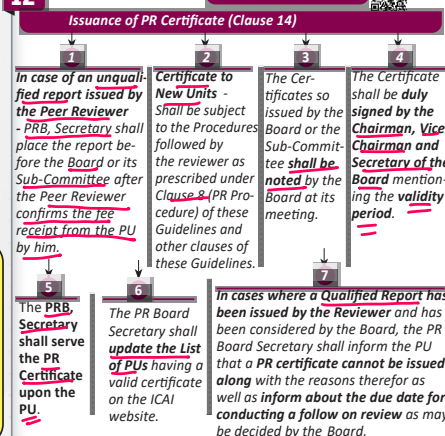 12
Issuance of PR Certificate (Clause 14)
1
In case of an unquali-
fied report issued by
the Peer Reviewer
- PRB, Secretary shall
place the report be-
fore the Board or its
Sub-Committee after
the Peer Reviewer
confirms the fee
receipt from the PU
by him.
2
Certificate to
New Units -
Shall be subject
to the Procedures
followed by
the reviewer as
prescribed under
Clause 8 (PR Pro-
cedure) of these
Guidelines and
other clauses of
these Guidelines.
3
The Cer-
tificates so
issued by the
Board or the
Sub-Commit-
tee shall be
noted by the
Board at its
meeting.
4
The Certificate
shall be duly
signed by the
Chairman, Vice
Chairman and
Secretary of the
Board mention-
ing the validity
period.
5
The PRB,
Secretary
shall serve
the PR
Certificate
upon the
PU.
6
The PR Board
Secretary shall
update the List
of PUs having a
valid certificate
on the ICAI
website.
7
In cases where a Qualified Report has
been issued by the Reviewer and has
been considered by the Board, the PR
Board Secretary shall inform the PU
that a PR certificate cannot be issued
along with the reasons therefor as
well as inform about the due date for
conducting a follow on review as may
be decided by the Board.